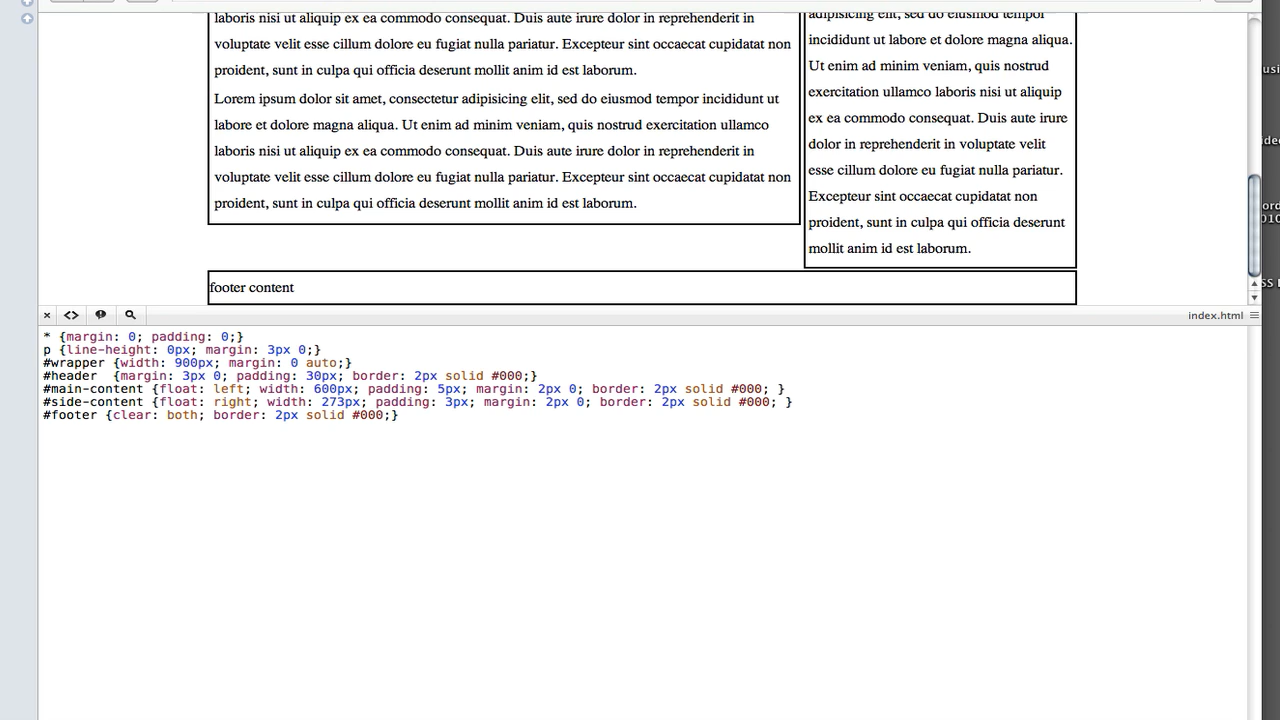 laboris nisi ut aliquip ex ea commodo consequat. Duis aute irure dolor in reprehenderit in
voluptate velit esse cillum dolore eu fugiat nulla pariatur. Excepteur sint occaecat cupidatat non
proident, sunt in culpa qui officia deserunt mollit anim id est laborum.
Lorem ipsum dolor sit amet, consectetur adipisicing elit, sed do eiusmod tempor incididunt ut
labore et dolore magna aliqua. Ut enim ad minim veniam, quis nostrud exercitation ullamco
laboris nisi ut aliquip ex ea commodo consequat. Duis aute irure dolor in reprehenderit in
voluptate velit esse cillum dolore eu fugiat nulla pariatur. Excepteur sint occaecat cupidatat non
proident, sunt in culpa qui officia deserunt mollit anim id est laborum.
adipisicing elit, sed do eiusmod tempor
incididunt ut labore et dolore magna aliqua.
Ut enim ad minim veniam, quis nostrud
exercitation ullamco laboris nisi ut aliquip
ex ea commodo consequat. Duis aute irure
dolor in reprehenderit in voluptate velit
esse cillum dolore eu fugiat nulla pariatur.
Excepteur sint occaecat cupidatat non
proident, sunt in culpa qui officia deserunt
mollit anim id est laborum.
footer content
index.html
* {margin: 0; padding: 0;}
p {line-height: 0px; margin: 3px 0;}
#wrapper {width: 900px; margin: 0 auto;}
#header  {margin: 3px 0; padding: 30px; border: 2px solid #000;}
#main-content {float: left; width: 600px; padding: 5px; margin: 2px 0; border: 2px solid #000; }
#side-content {float: right; width: 273px; padding: 3px; margin: 2px 0; border: 2px solid #000; }
#footer {clear: both; border: 2px solid #000;}